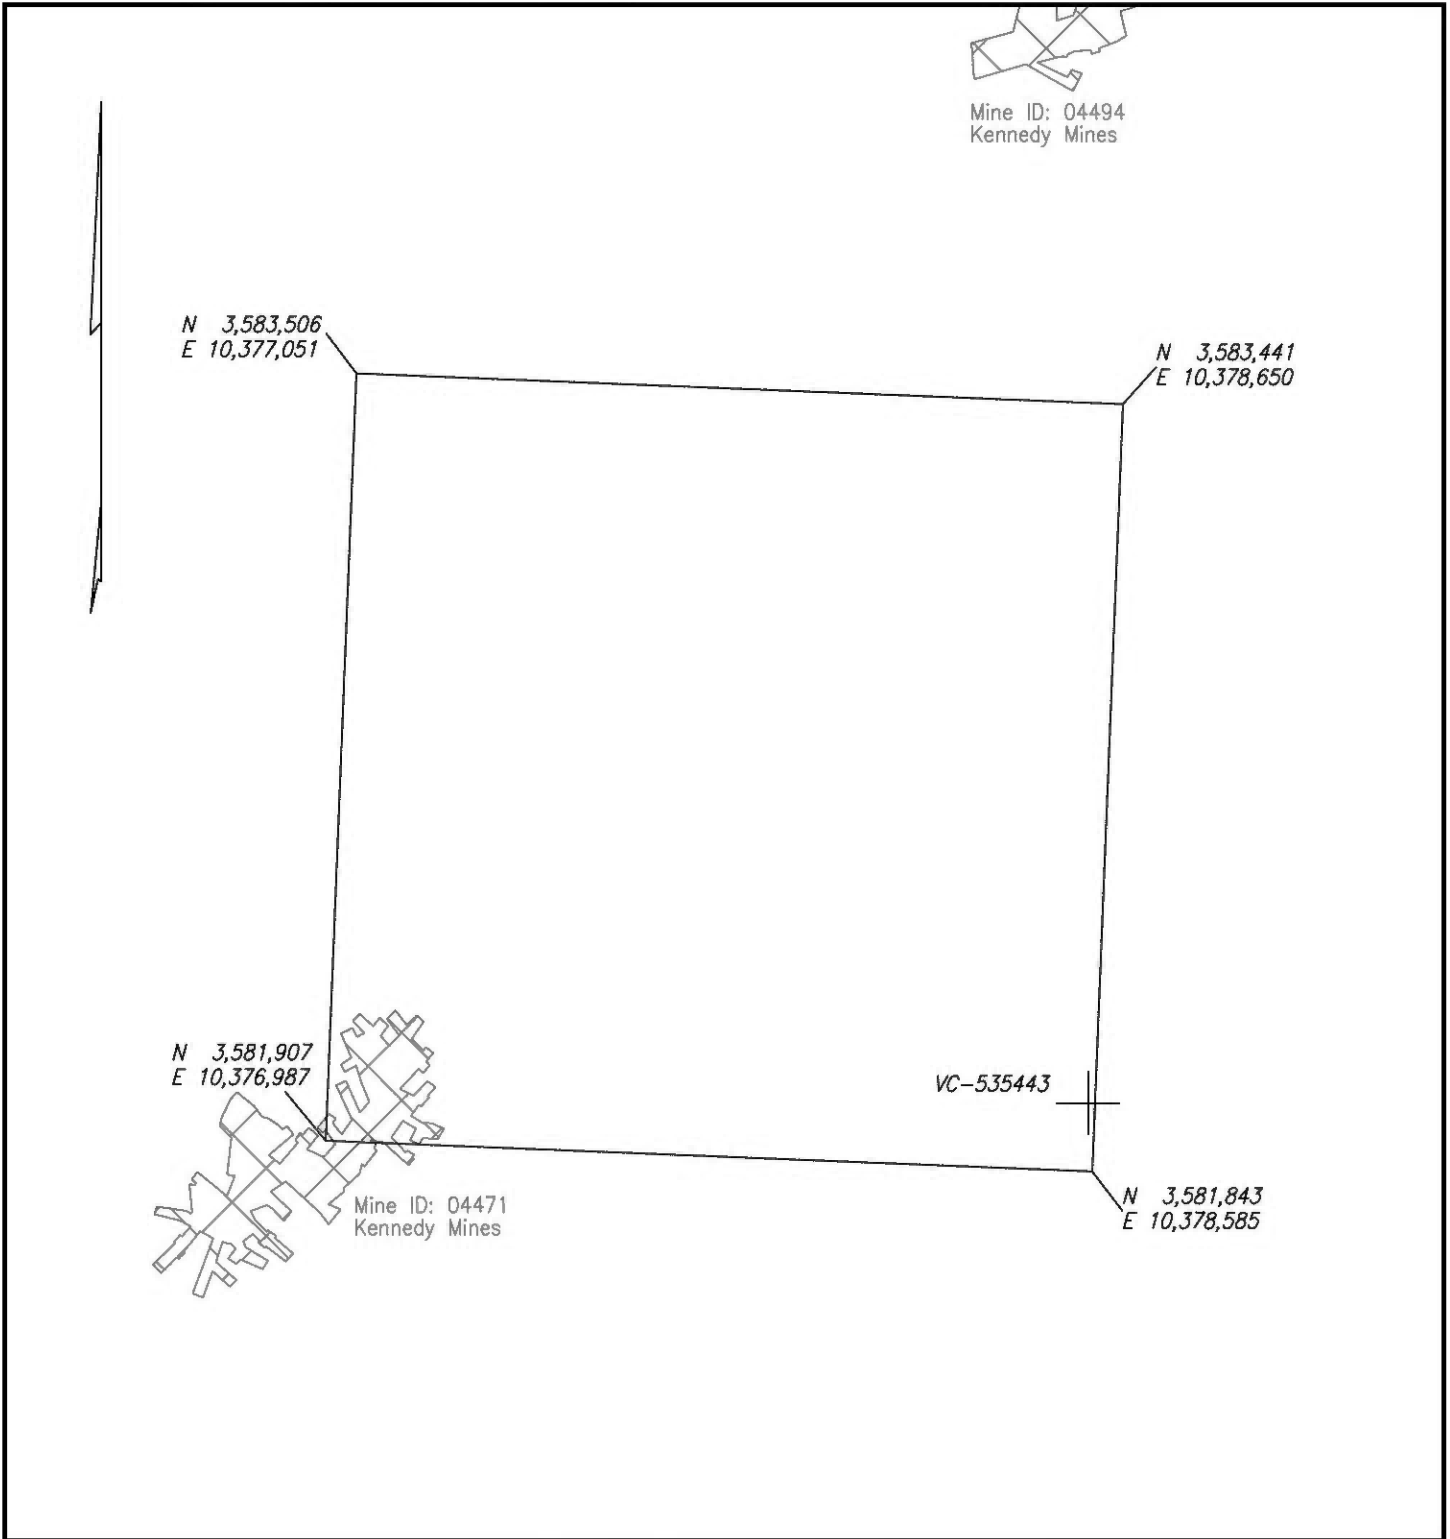 Mine ID: 04494
Kennedy Mines
N 3,583,506
E 10,377,051
N 3,583,441
E 10,378,650
N 3,581,907
E 10,376,987
VC-535443
Mine ID: 04471
Kennedy Mines
N 3,581,843
E 10,378,585